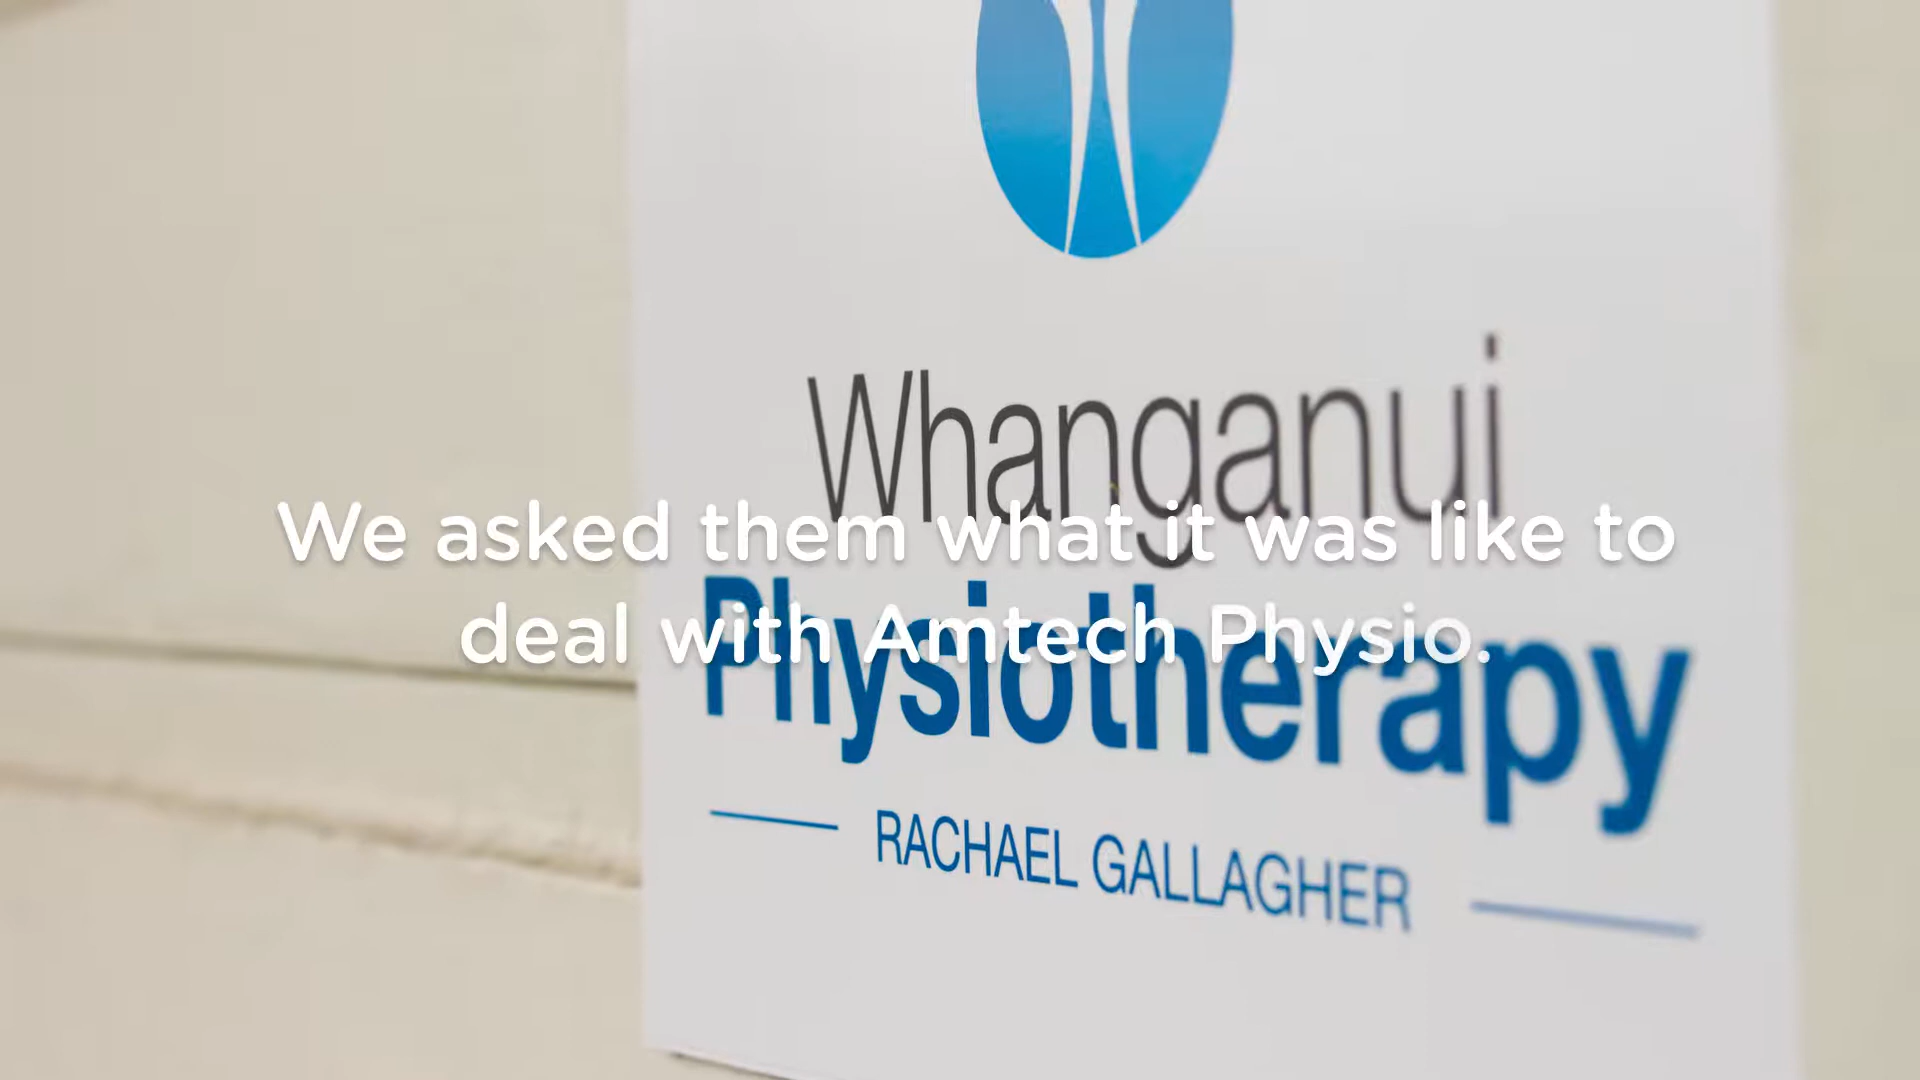 Whanganui
We asked them what it was like to
deal with Amtech Physio.
Physiotherapy
RACHAEL GALLAGHER